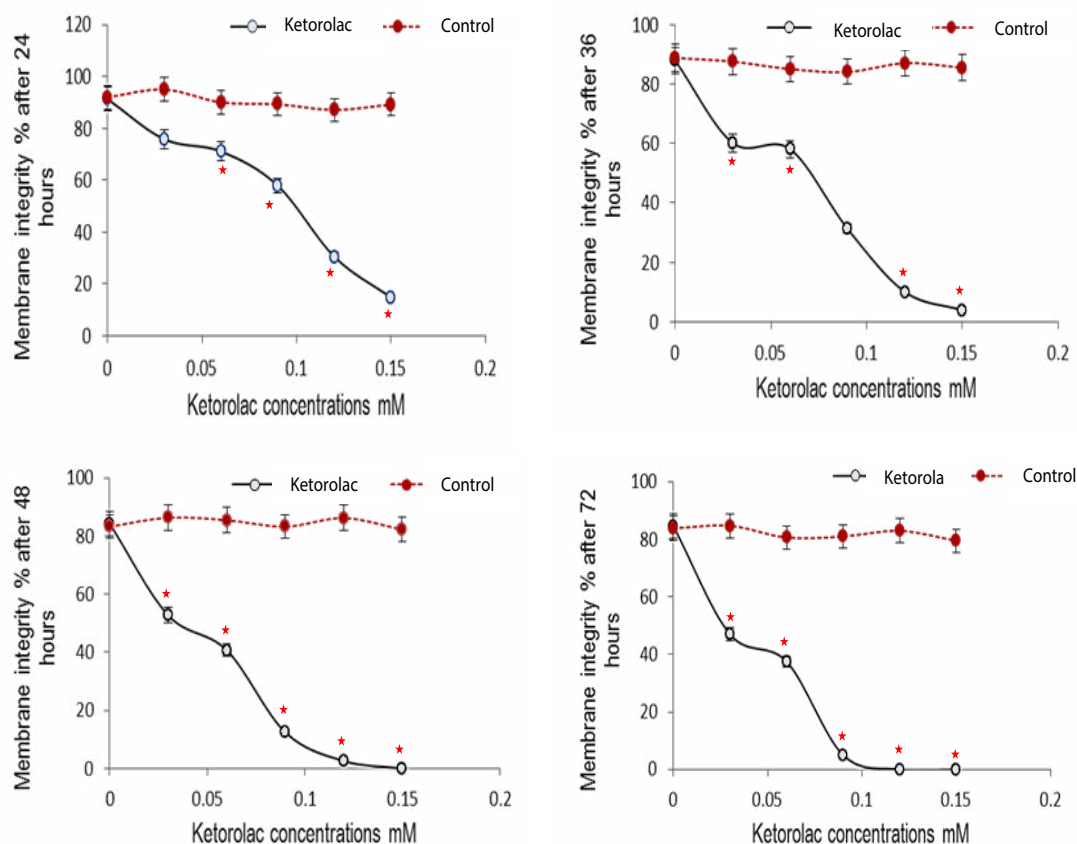 Ketorolac Control
Membrane integrity % after 24
hours
120
100
80
60
40
20
0
0 0.05 0.1 0.15 0.2
Ketorolac concentrations mM
Ketorolac Control
Membrane integrity % after 36
hours
100
80
60
40
20
0
0 0.05 0.1 0.15 0.2
Ketorolac concentrations mM
Ketorolac Control
Membrane integrity % after 48
hours
100
80
60
40
20
0
0 0.05 0.1 0.15 0.2
Ketorolac concentrations mM
Ketorola Control
Membrane integrity % after 72
hours
100
80
60
40
20
0
0 0.05 0.1 0.15 0.2
Ketorolac concentrations mM